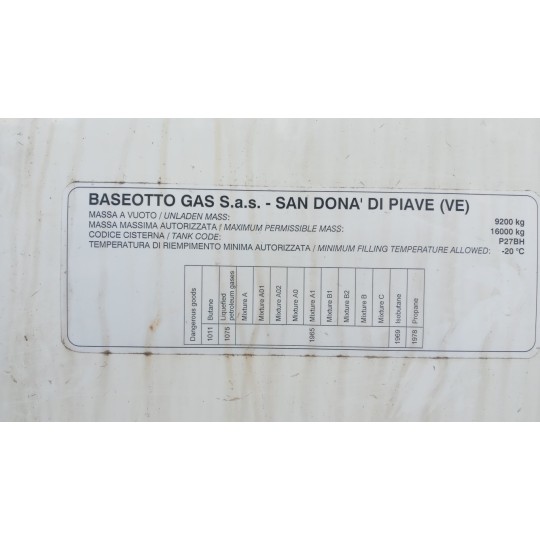 BASEOTTO GAS S.a.s. - SAN DONA' DI PIAVE (VE)
MASSA A VUOTO / UNLADEN MASS: 9200 kg
MASSA MASSIMA AUTORIZZATA / MAXIMUM PERMISSIBLE MASS: 16000 kg
CODICE CISTERNA / TANK CODE: P27BH
TEMPERATURA DI RIEMPIMENTO MINIMA AUTORIZZATA / MINIMUM FILLING TEMPERATURE ALLOWED: -20 °C
Dangerous goods
1011 Butane
1075 Liquefied petroleum gases
1965 Mixture A
Mixture A01
Mixture A02
Mixture A0
Mixture A1
Mixture B1
Mixture B2
Mixture B
Mixture C
1969 Isobutane
1978 Propane